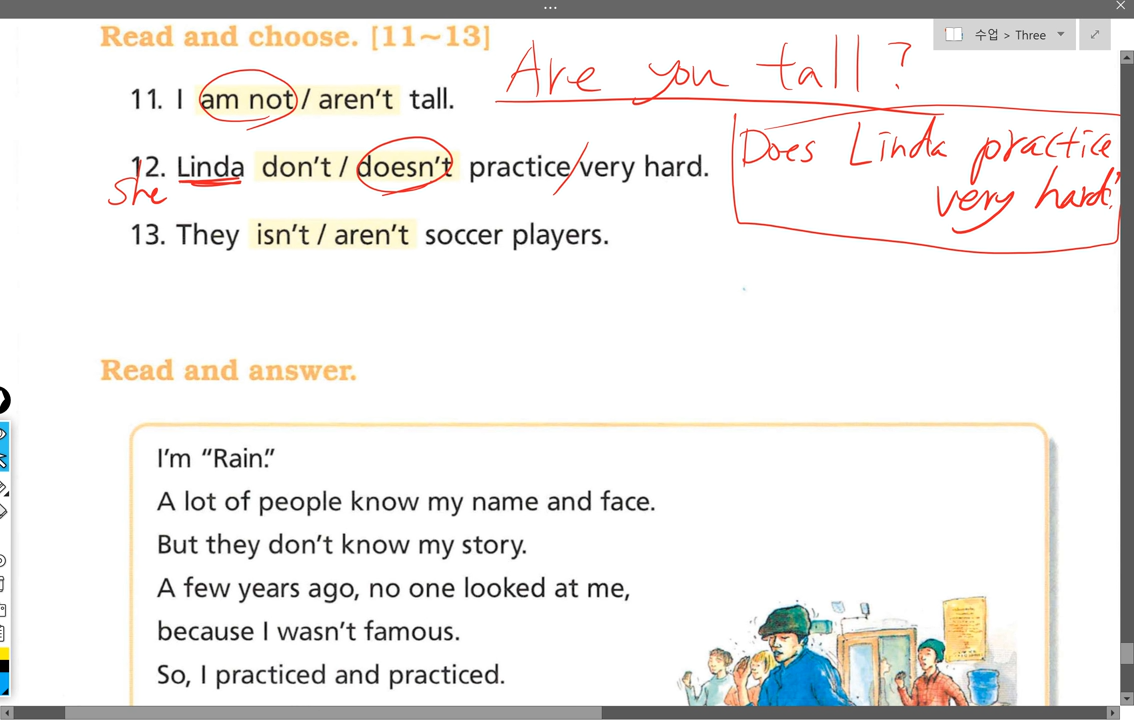 수업 > Three
Read and choose. [11~13]
Are you tall?
11. I am not / aren't tall.
Does Linda practice
very hard?
12. Linda don't / doesn't practice / very hard.
she
13. They isn't / aren't soccer players.
Read and answer.
I'm “Rain.”
A lot of people know my name and face.
But they don't know my story.
A few years ago, no one looked at me,
because I wasn't famous.
So, I practiced and practiced.